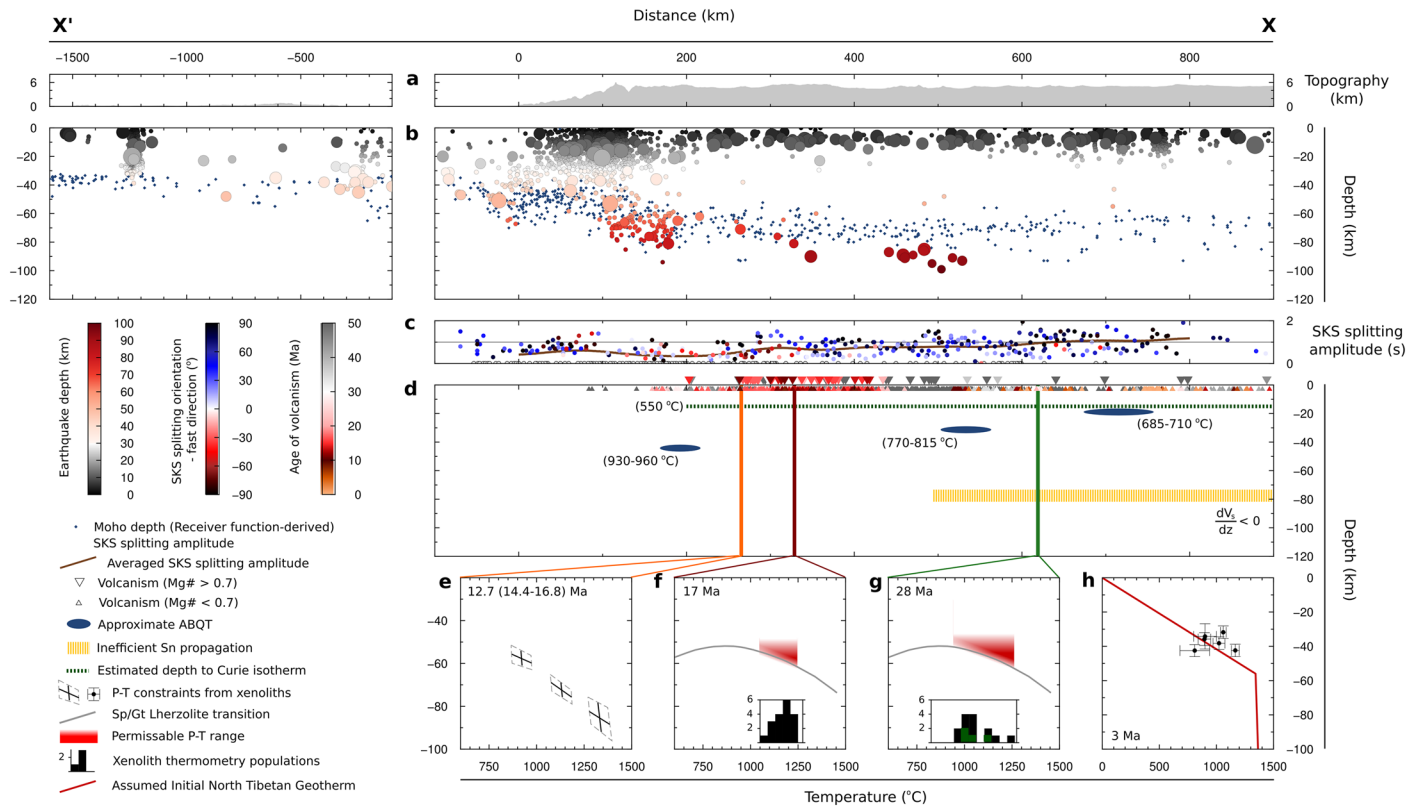 Distance (km)
X'
X
−1500
−1000
−500
0
200
400
600
800
a
6
0
6
0
Topography
(km)
b
0
−20
−40
−60
−80
−100
−120
0
−20
−40
−60
−80
−100
−120
Depth (km)
c
2
1
0
SKS splitting
amplitude (s)
Earthquake depth (km)
100
90
80
70
60
50
40
30
20
10
0
SKS splitting orientation
- fast direction (°)
90
60
30
0
−30
−60
−90
Age of volcanism (Ma)
50
40
30
20
10
0
d
(550 °C)
(930-960 °C)
(770-815 °C)
(685-710 °C)
dVs
dz
< 0
0
−20
−40
−60
−80
−100
−120
Depth (km)
Moho depth (Receiver function-derived)
SKS splitting amplitude
Averaged SKS splitting amplitude
Volcanism (Mg# > 0.7)
Volcanism (Mg# < 0.7)
Approximate ABQT
Inefficient Sn propagation
Estimated depth to Curie isotherm
P-T constraints from xenoliths
Sp/Gt Lherzolite transition
Permissable P-T range
2
Xenolith thermometry populations
Assumed Initial North Tibetan Geotherm
e
12.7 (14.4-16.8) Ma
−40
−60
−80
−100
750
1000
1250
1500
f
17 Ma
6
4
2
750
1000
1250
1500
g
28 Ma
6
4
2
750
1000
1250
1500
h
3 Ma
0
−20
−40
−60
−80
−100
0
500
1000
1500
Temperature (°C)